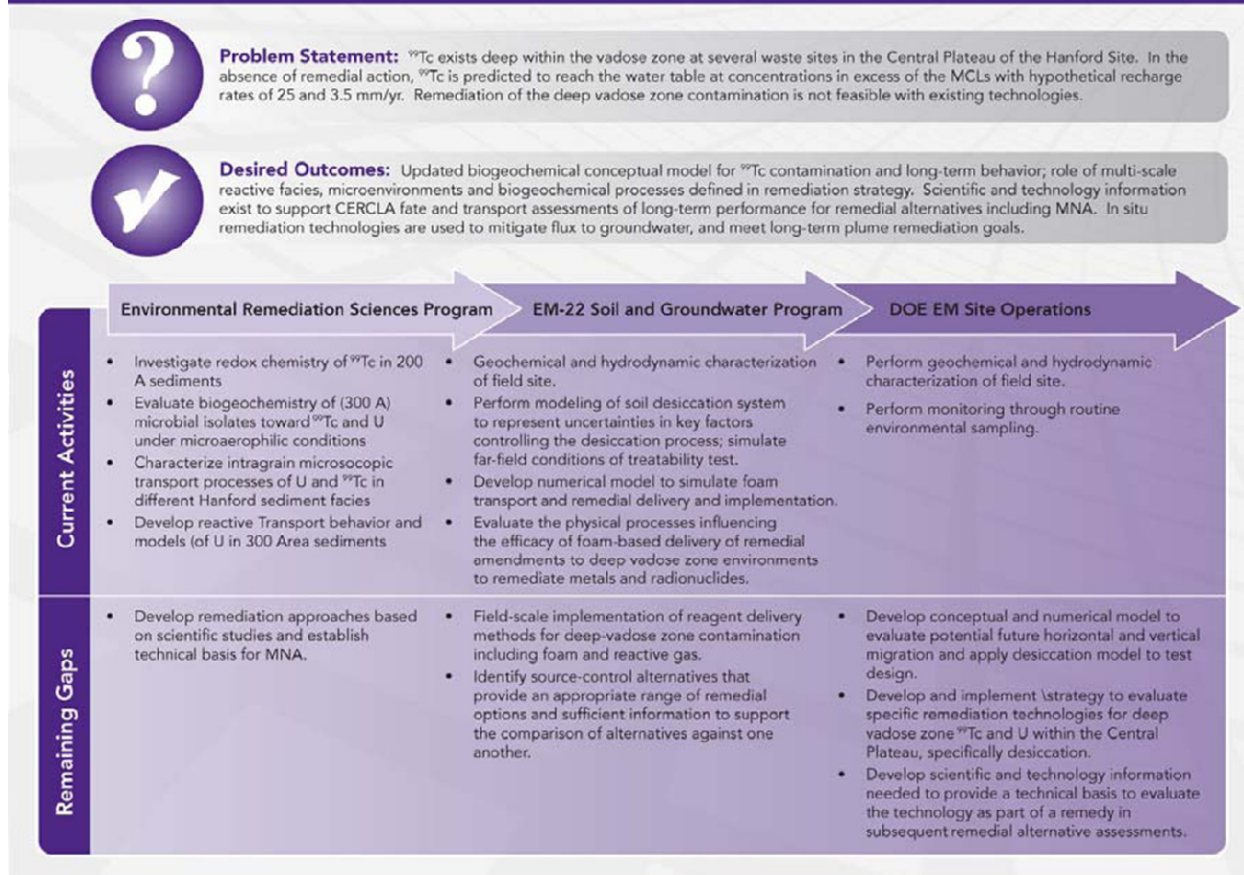 ?
Problem Statement: ⁹⁹Tc exists deep within the vadose zone at several waste sites in the Central Plateau of the Hanford Site. In the
absence of remedial action, ⁹⁹Tc is predicted to reach the water table at concentrations in excess of the MCLs with hypothetical recharge
rates of 25 and 3.5 mm/yr. Remediation of the deep vadose zone contamination is not feasible with existing technologies.
Desired Outcomes: Updated biogeochemical conceptual model for ⁹⁹Tc contamination and long-term behavior; role of multi-scale
reactive facies, microenvironments and biogeochemical processes defined in remediation strategy. Scientific and technology information
exist to support CERCLA fate and transport assessments of long-term performance for remedial alternatives including MNA. In situ
remediation technologies are used to mitigate flux to groundwater, and meet long-term plume remediation goals.
Environmental Remediation Sciences Program
EM-22 Soil and Groundwater Program
DOE EM Site Operations
Current Activities
• Investigate redox chemistry of ⁹⁹Tc in 200
A sediments
• Evaluate biogeochemistry of (300 A)
microbial isolates toward ⁹⁹Tc and U
under microaerophilic conditions
• Characterize intragrain microsocopic
transport processes of U and ⁹⁹Tc in
different Hanford sediment facies
• Develop reactive Transport behavior and
models (of U in 300 Area sediments
• Geochemical and hydrodynamic characterization
of field site.
• Perform modeling of soil desiccation system
to represent uncertainties in key factors
controlling the desiccation process; simulate
far-field conditions of treatability test.
• Develop numerical model to simulate foam
transport and remedial delivery and implementation.
• Evaluate the physical processes influencing
the efficacy of foam-based delivery of remedial
amendments to deep vadose zone environments
to remediate metals and radionuclides.
• Perform geochemical and hydrodynamic
characterization of field site.
• Perform monitoring through routine
environmental sampling.
Remaining Gaps
• Develop remediation approaches based
on scientific studies and establish
technical basis for MNA.
• Field-scale implementation of reagent delivery
methods for deep-vadose zone contamination
including foam and reactive gas.
• Identify source-control alternatives that
provide an appropriate range of remedial
options and sufficient information to support
the comparison of alternatives against one
another.
• Develop conceptual and numerical model to
evaluate potential future horizontal and vertical
migration and apply desiccation model to test
design.
• Develop and implement \strategy to evaluate
specific remediation technologies for deep
vadose zone ⁹⁹Tc and U within the Central
Plateau, specifically desiccation.
• Develop scientific and technology information
needed to provide a technical basis to evaluate
the technology as part of a remedy in
subsequent remedial alternative assessments.